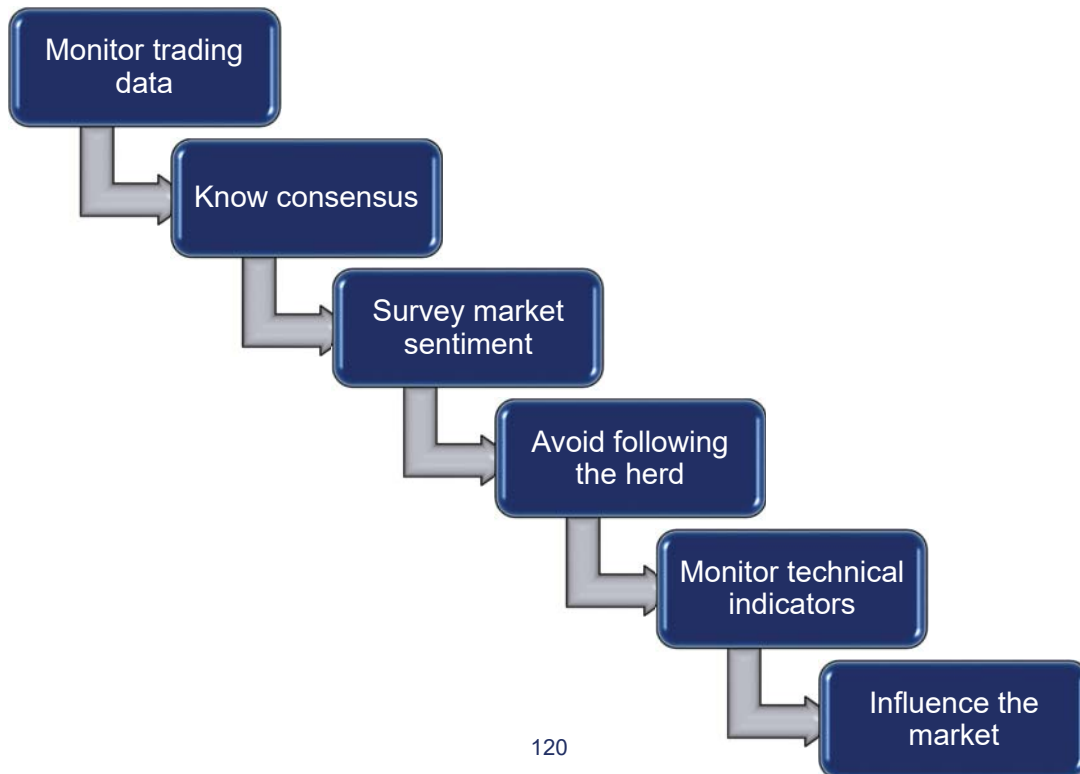 Monitor trading
data
Know consensus
Survey market
sentiment
Avoid following
the herd
Monitor technical
indicators
Influence the
market
120